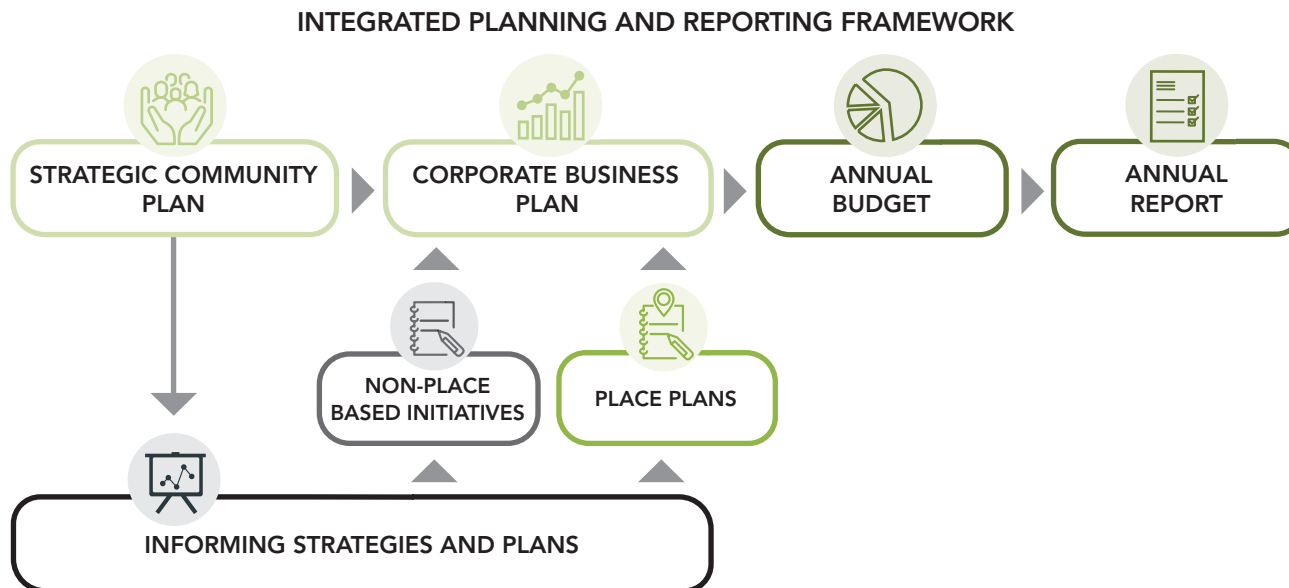 INTEGRATED PLANNING AND REPORTING FRAMEWORK
STRATEGIC COMMUNITY
PLAN
CORPORATE BUSINESS
PLAN
ANNUAL
BUDGET
ANNUAL
REPORT
NON-PLACE
BASED INITIATIVES
PLACE PLANS
INFORMING STRATEGIES AND PLANS